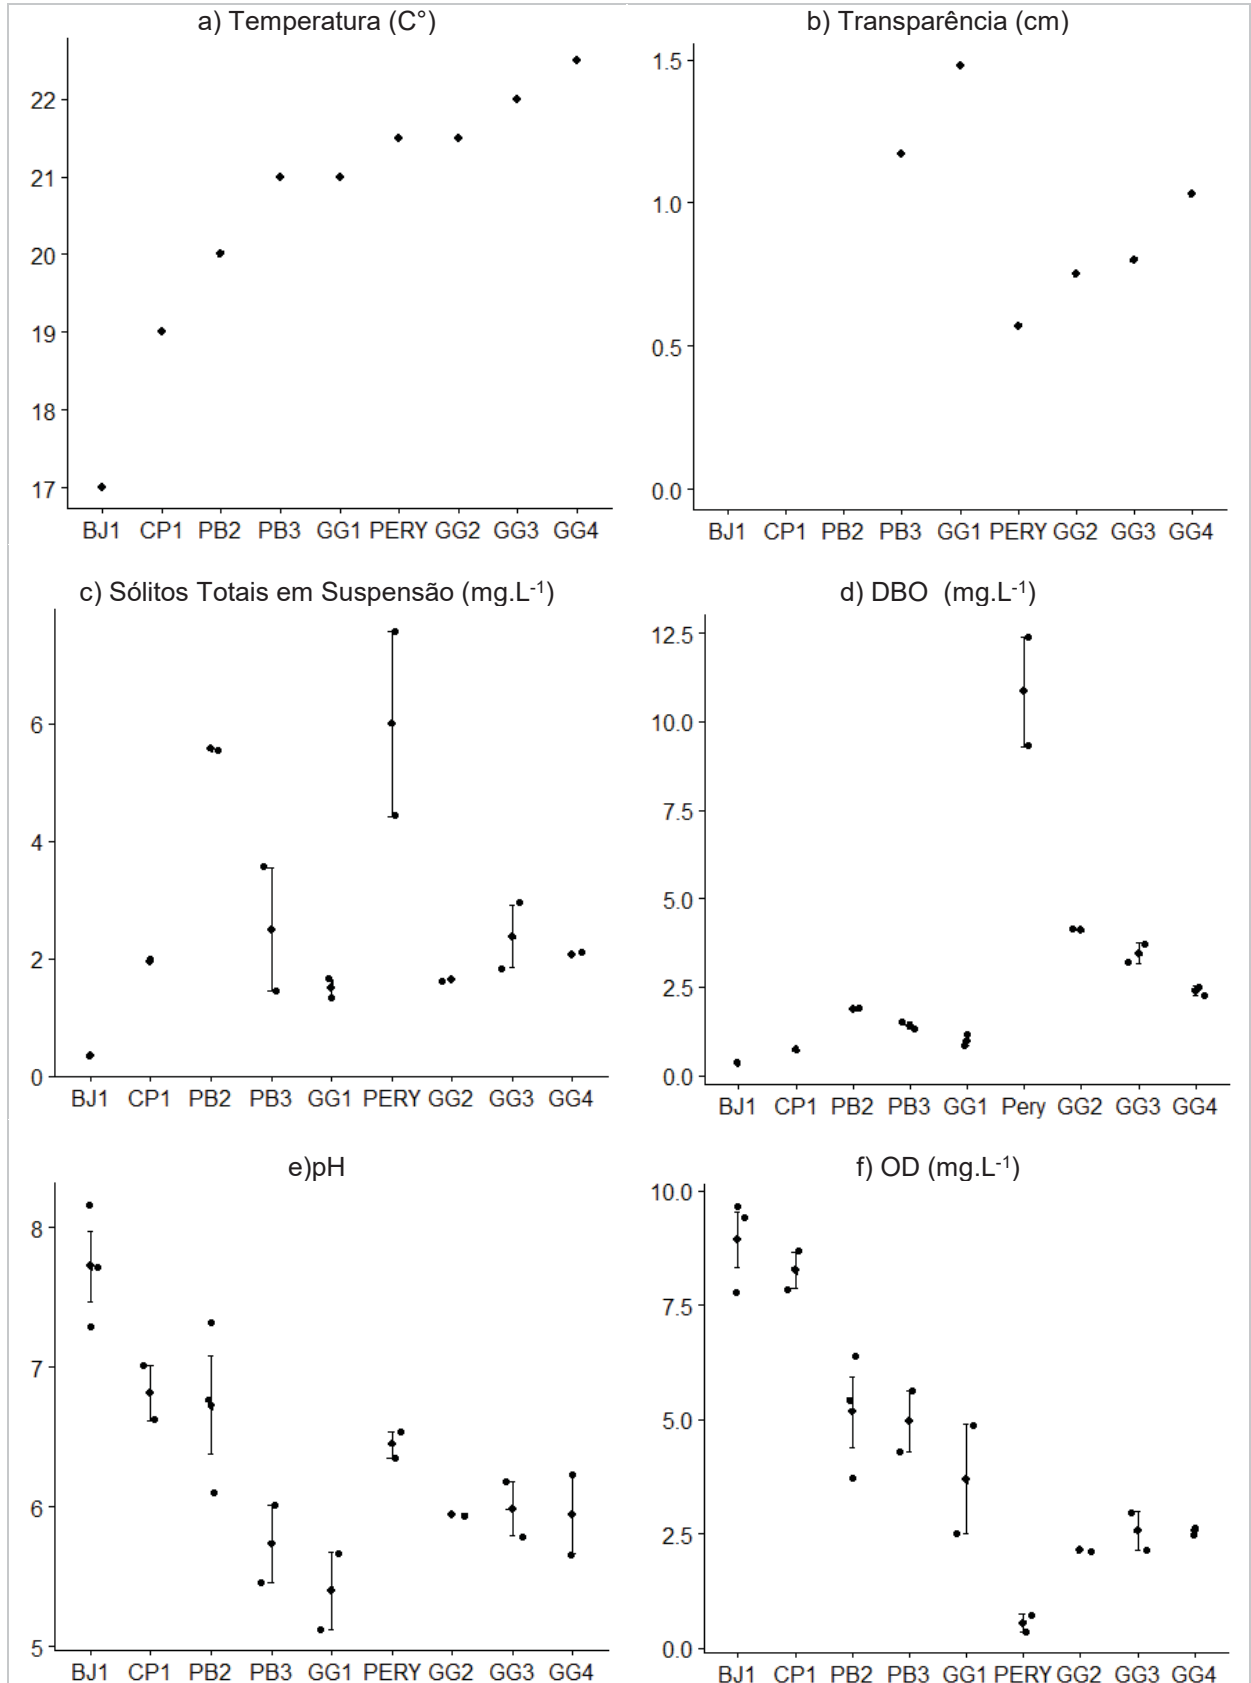 a) Temperatura (C°)
22
21
20
19
18
17
BJ1 CP1 PB2 PB3 GG1 PERY GG2 GG3 GG4
b) Transparência (cm)
1.5
1.0
0.5
0.0
BJ1 CP1 PB2 PB3 GG1 PERY GG2 GG3 GG4
c) Sólitos Totais em Suspensão (mg.L-1)
6
4
2
0
BJ1 CP1 PB2 PB3 GG1 PERY GG2 GG3 GG4
d) DBO (mg.L-1)
12.5
10.0
7.5
5.0
2.5
0.0
BJ1 CP1 PB2 PB3 GG1 Pery GG2 GG3 GG4
e)pH
8
7
6
5
BJ1 CP1 PB2 PB3 GG1 PERY GG2 GG3 GG4
f) OD (mg.L-1)
10.0
7.5
5.0
2.5
0.0
BJ1 CP1 PB2 PB3 GG1 PERY GG2 GG3 GG4